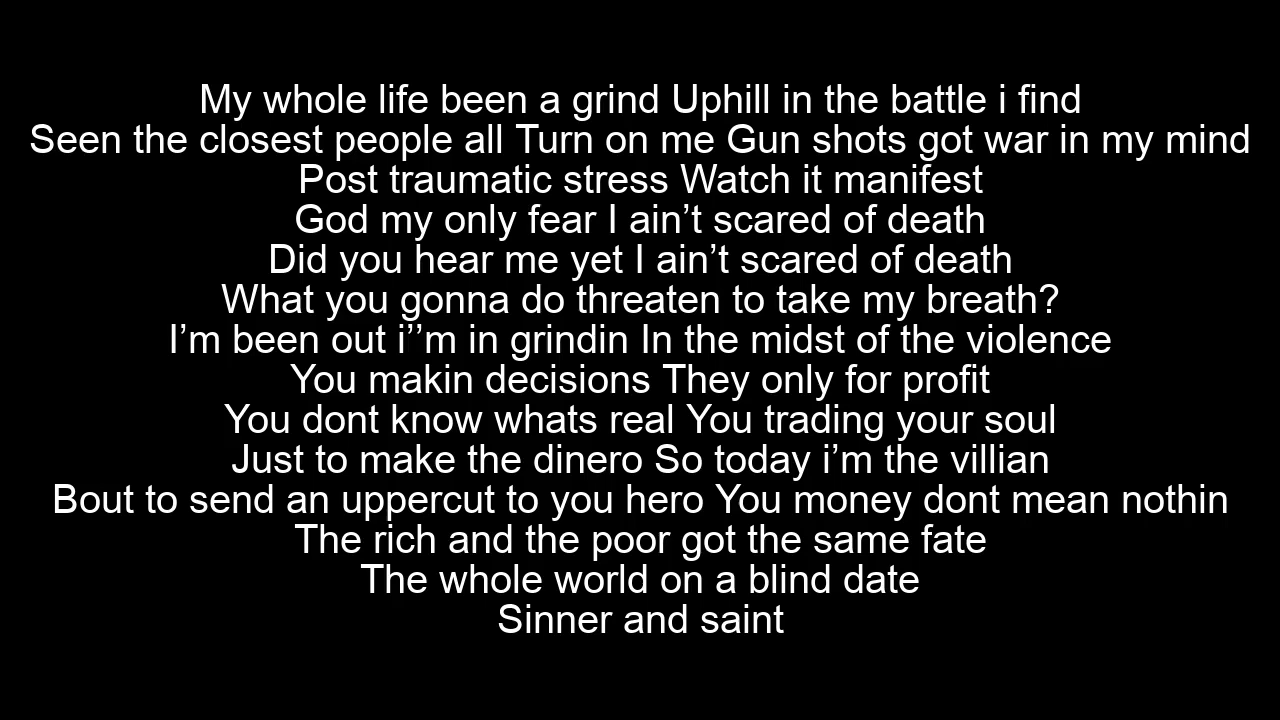 My whole life been a grind Uphill in the battle i find
Seen the closest people all Turn on me Gun shots got war in my mind
Post traumatic stress Watch it manifest
God my only fear I ain’t scared of death
Did you hear me yet I ain’t scared of death
What you gonna do threaten to take my breath?
I’m been out i’’m in grindin In the midst of the violence
You makin decisions They only for profit
You dont know whats real You trading your soul
Just to make the dinero So today i’m the villian
Bout to send an uppercut to you hero You money dont mean nothin
The rich and the poor got the same fate
The whole world on a blind date
Sinner and saint